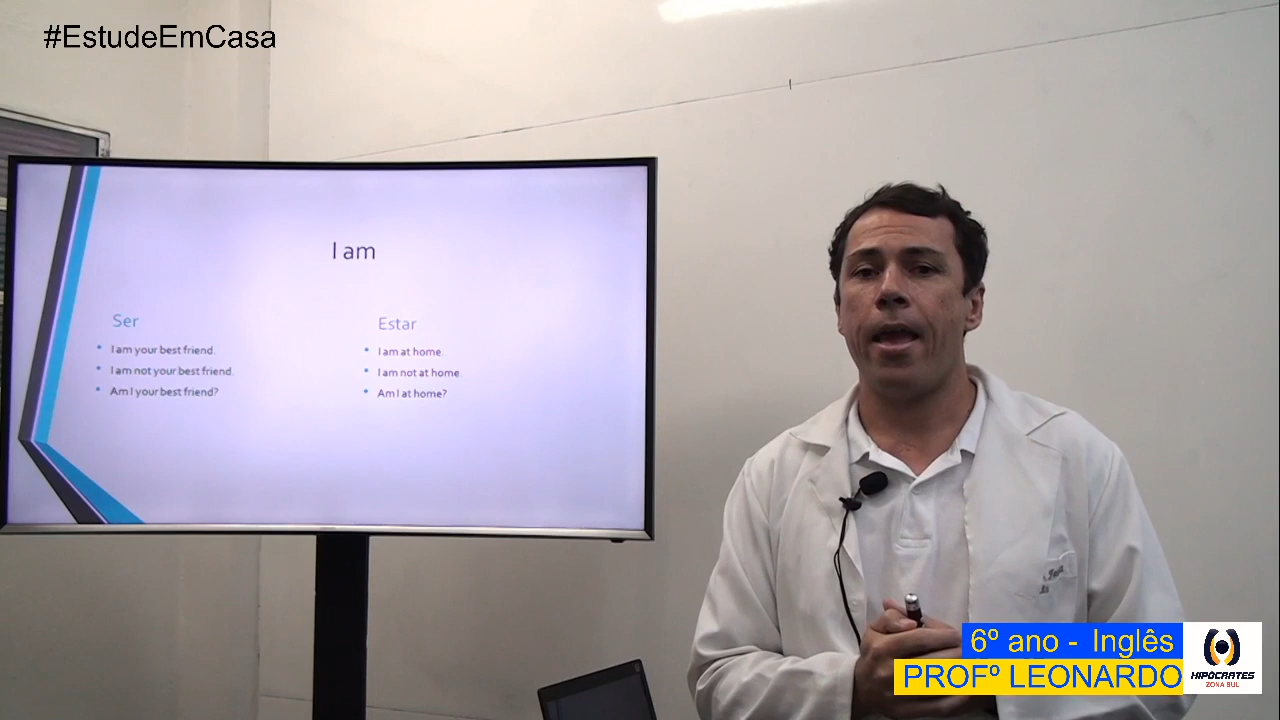 #EstudeEmCasa
I am
Ser
I am your best friend.
I am not your best friend.
Am I your best friend?
Estar
I am at home.
I am not at home.
Am I at home?
6º ano - Inglês
PROFº LEONARDO
HIPÓCRATES
ZONA SUL